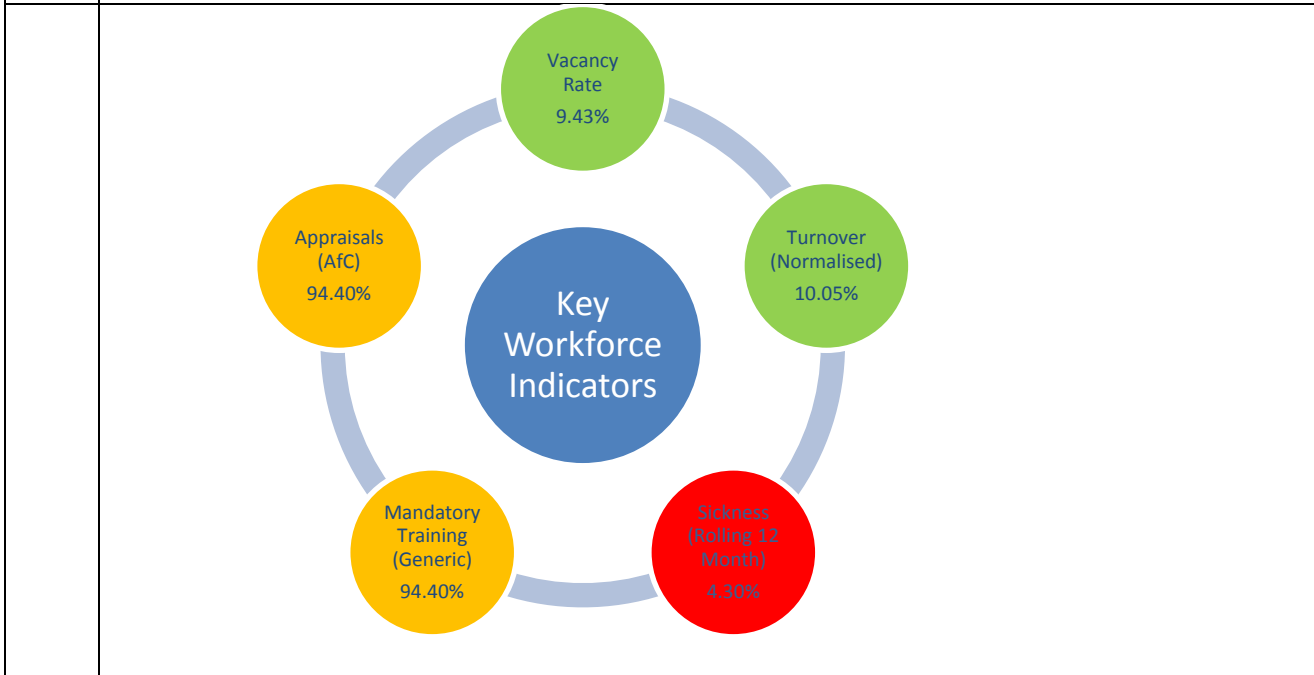 Vacancy
Rate
9.43%
Turnover
(Normalised)
10.05%
Sickness
(Rolling 12
Month)
4.30%
Mandatory
Training
(Generic)
94.40%
Appraisals
(AfC)
94.40%
Key
Workforce
Indicators